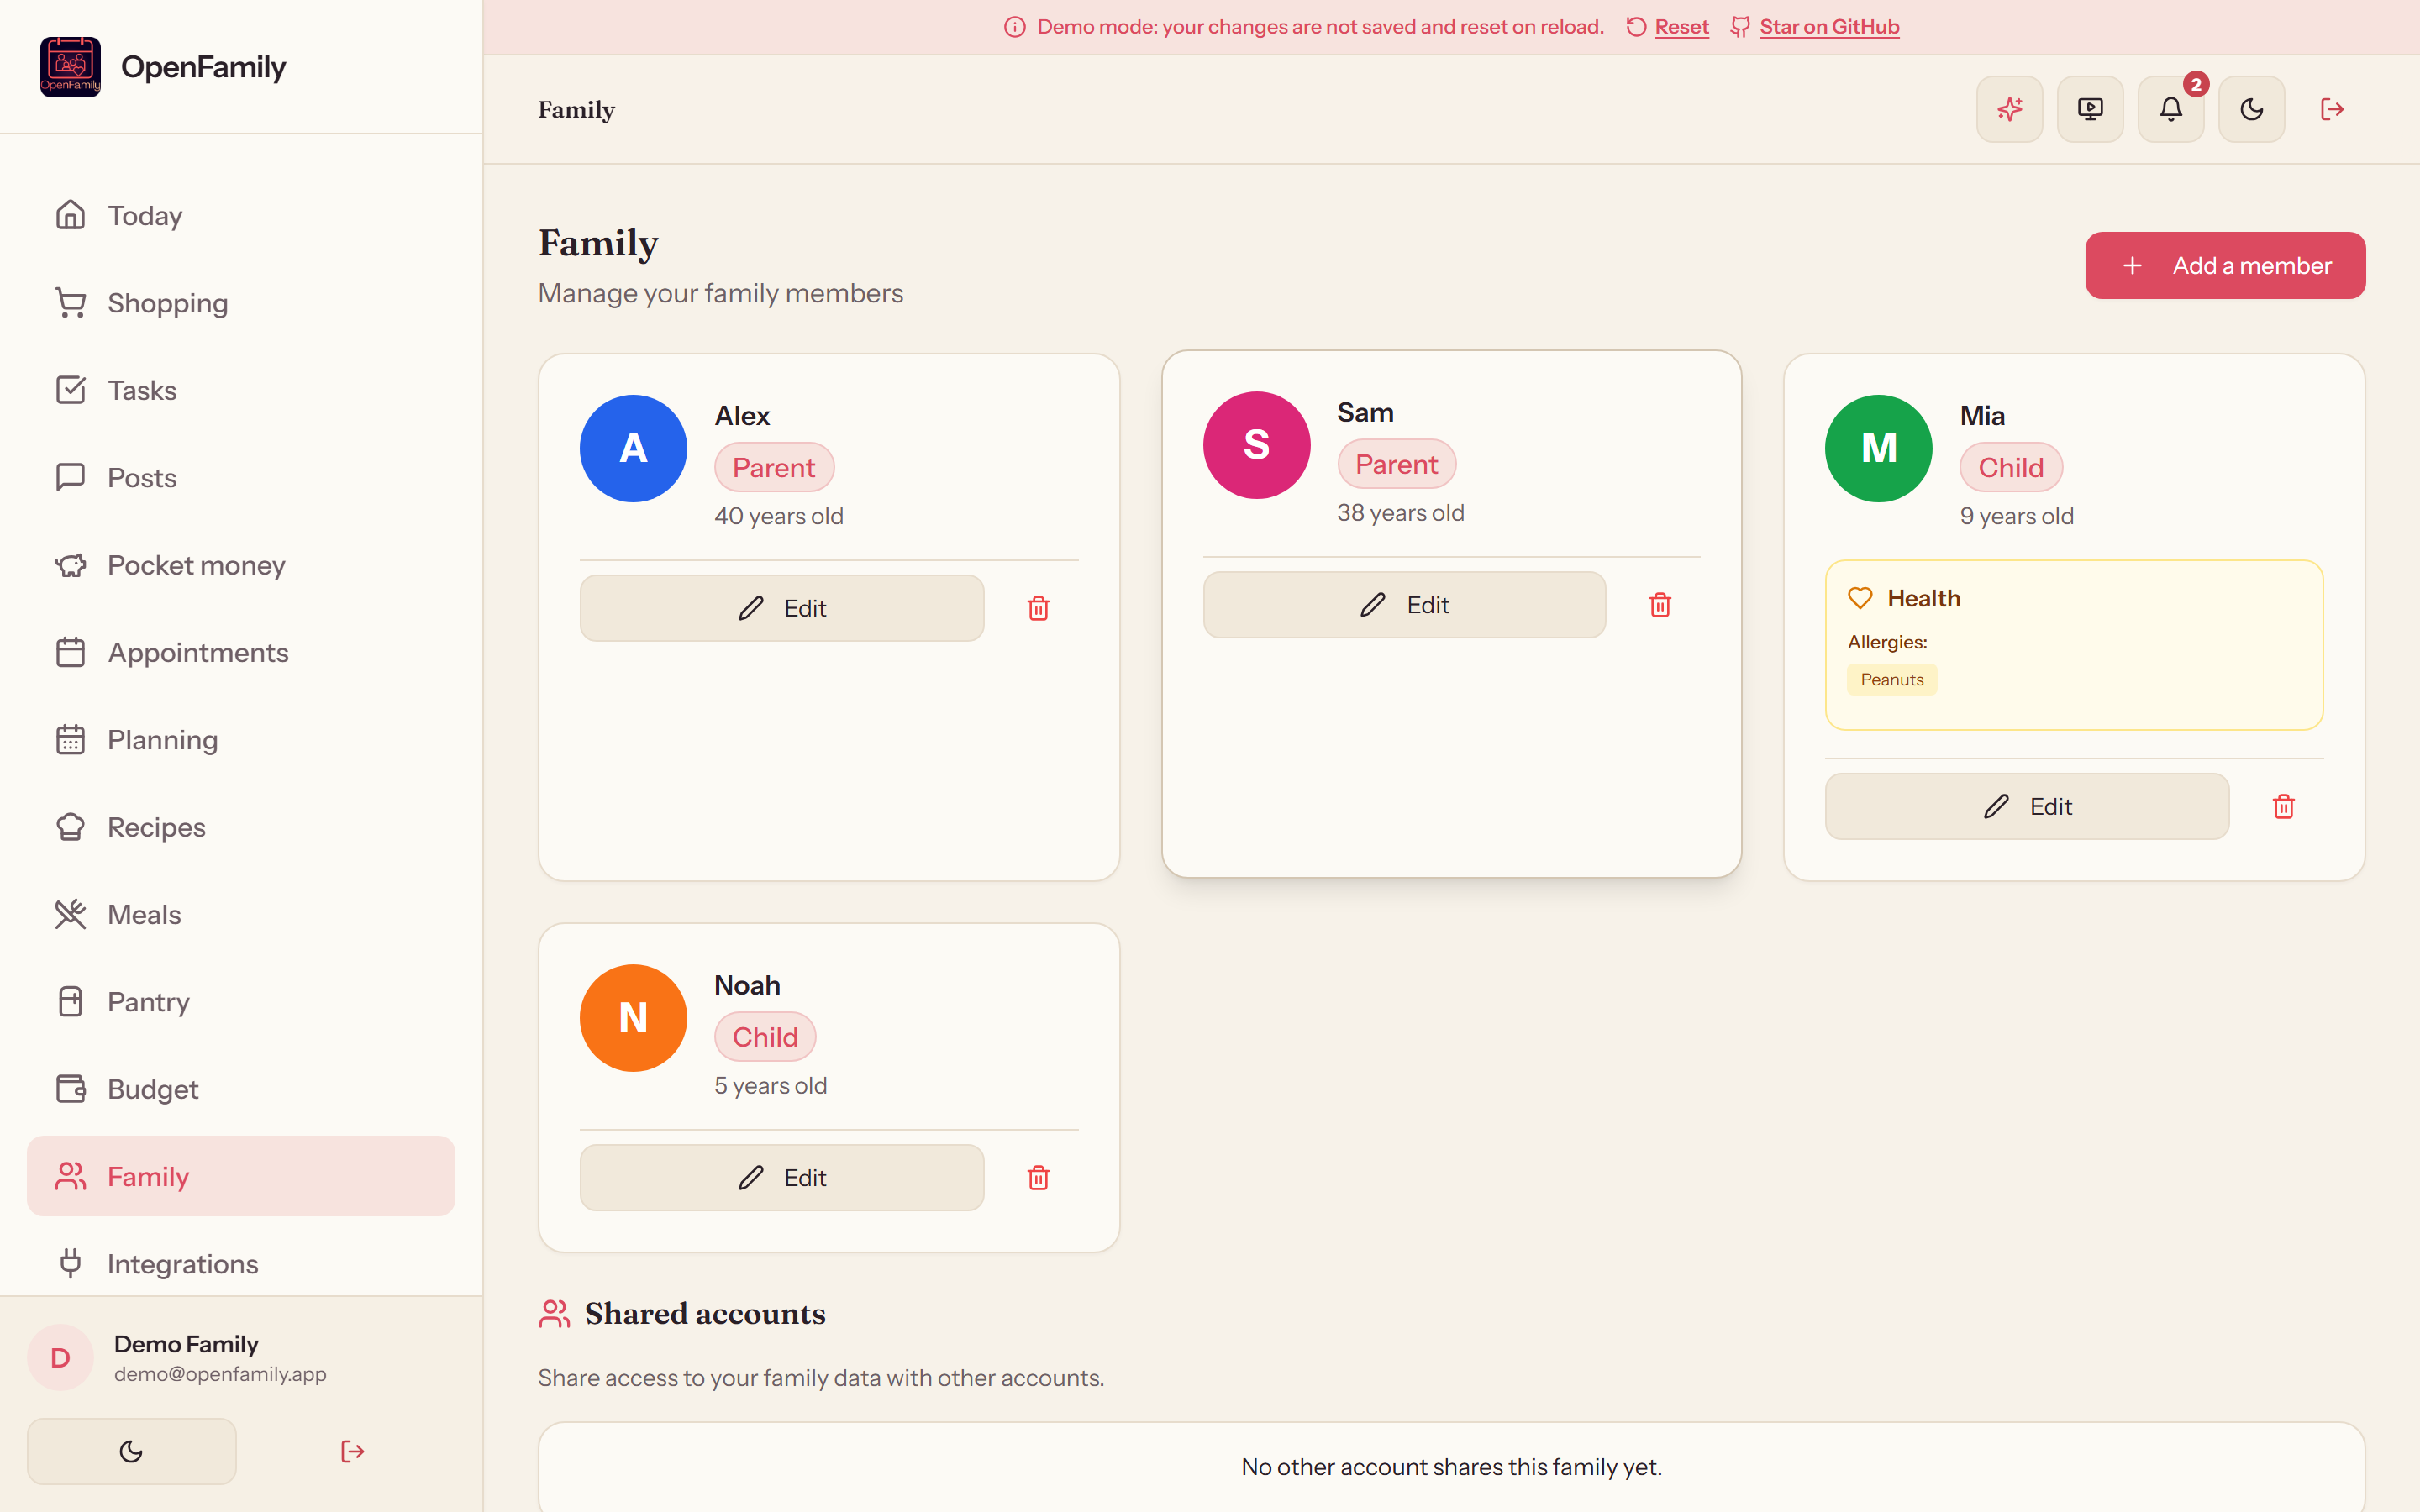 OpenFamily
OpenFamily
Demo mode: your changes are not saved and reset on reload. Reset Star on GitHub
Family
2
Today
Shopping
Tasks
Posts
Pocket money
Appointments
Planning
Recipes
Meals
Pantry
Budget
Family
Integrations
D
Demo Family
demo@openfamily.app
Family
Manage your family members
Add a member
A
Alex
Parent
40 years old
Edit
S
Sam
Parent
38 years old
Edit
M
Mia
Child
9 years old
Health
Allergies:
Peanuts
Edit
N
Noah
Child
5 years old
Edit
Shared accounts
Share access to your family data with other accounts.
No other account shares this family yet.